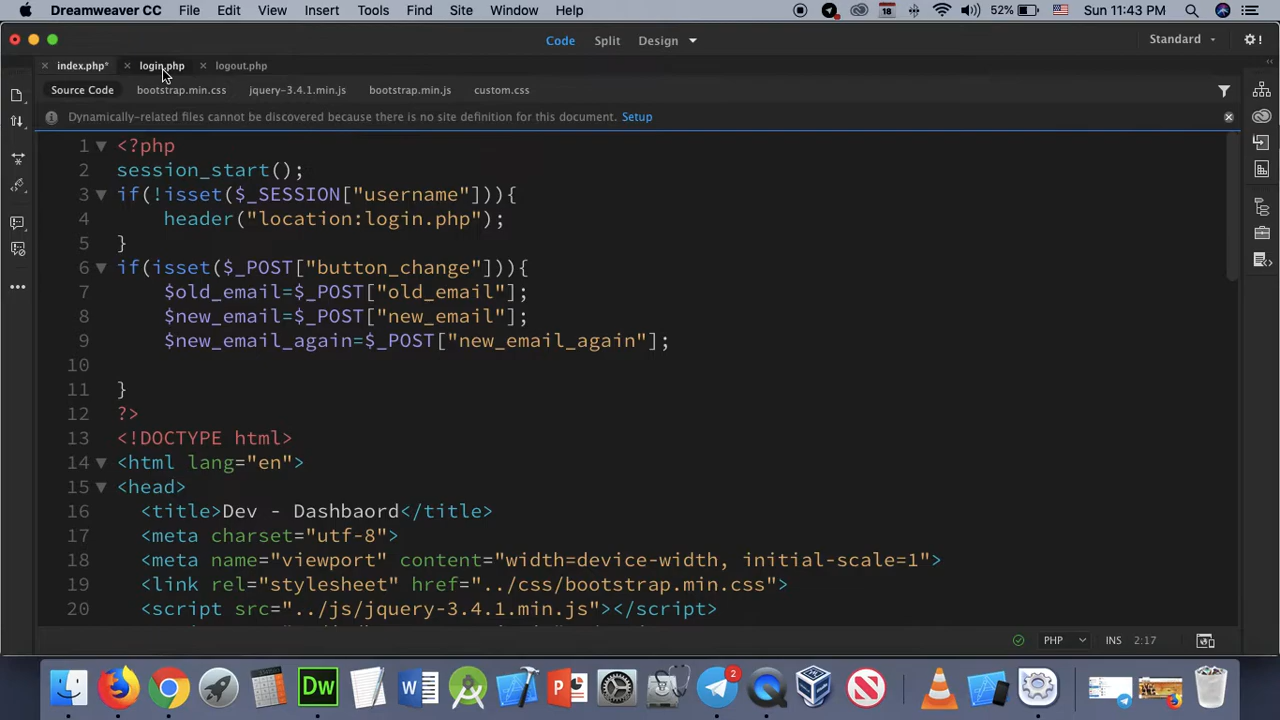 Dreamweaver CC File Edit View Insert Tools Find Site Window Help 18 52% Sun 11:43 PM
Code Split Design Standard
index.php* login.php logout.php
Source Code bootstrap.min.css jquery-3.4.1.min.js bootstrap.min.js custom.css
Dynamically-related files cannot be discovered because there is no site definition for this document. Setup
1 <?php
2 session_start();
3 if(!isset($_SESSION["username"])){
4 header("location:login.php");
5 }
6 if(isset($_POST["button_change"])){
7 $old_email=$_POST["old_email"];
8 $new_email=$_POST["new_email"];
9 $new_email_again=$_POST["new_email_again"];
10
11 }
12 ?>
13 <!DOCTYPE html>
14 <html lang="en">
15 <head>
16 <title>Dev - Dashbaord</title>
17 <meta charset="utf-8">
18 <meta name="viewport" content="width=device-width, initial-scale=1">
19 <link rel="stylesheet" href="../css/bootstrap.min.css">
20 <script src="../js/jquery-3.4.1.min.js"></script>
PHP INS 2:17
Dw W P 2